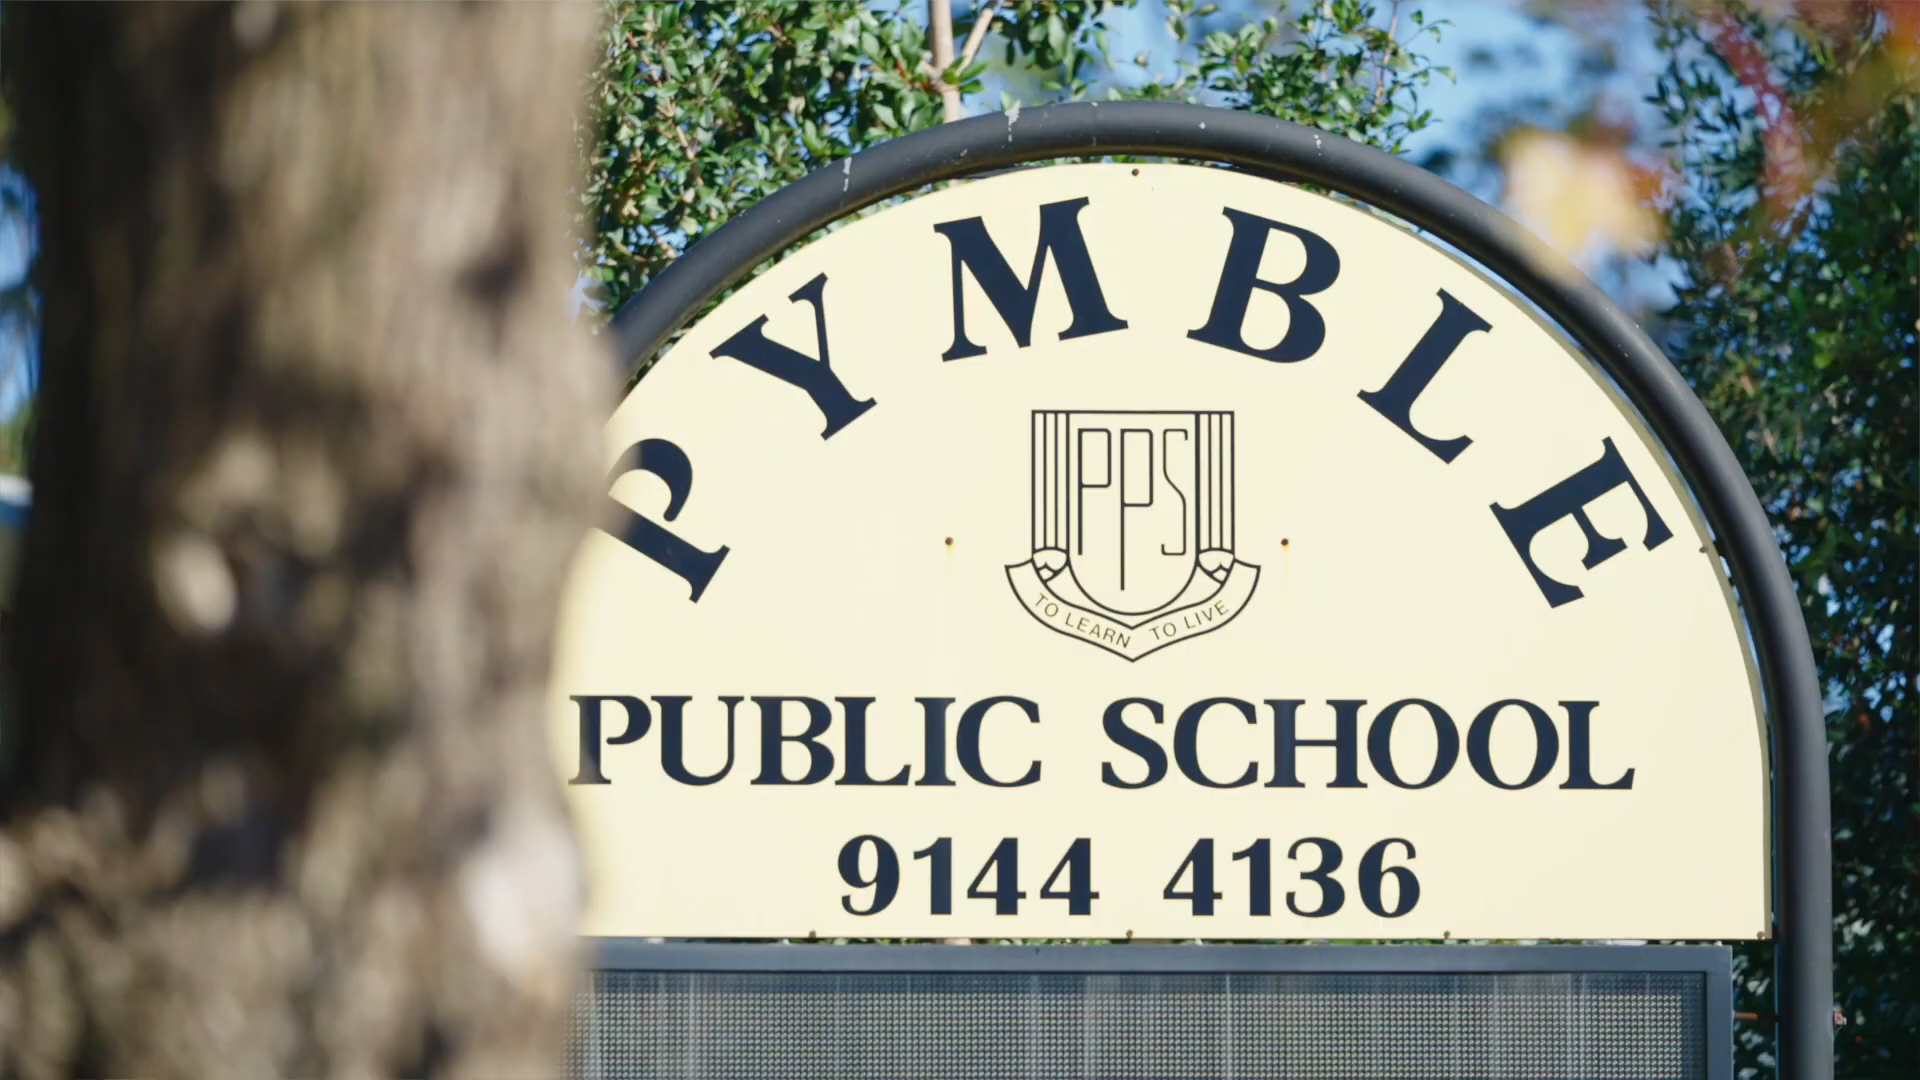 PYMBLE
PPS
TO LEARN TO LIVE
PUBLIC SCHOOL
9144 4136